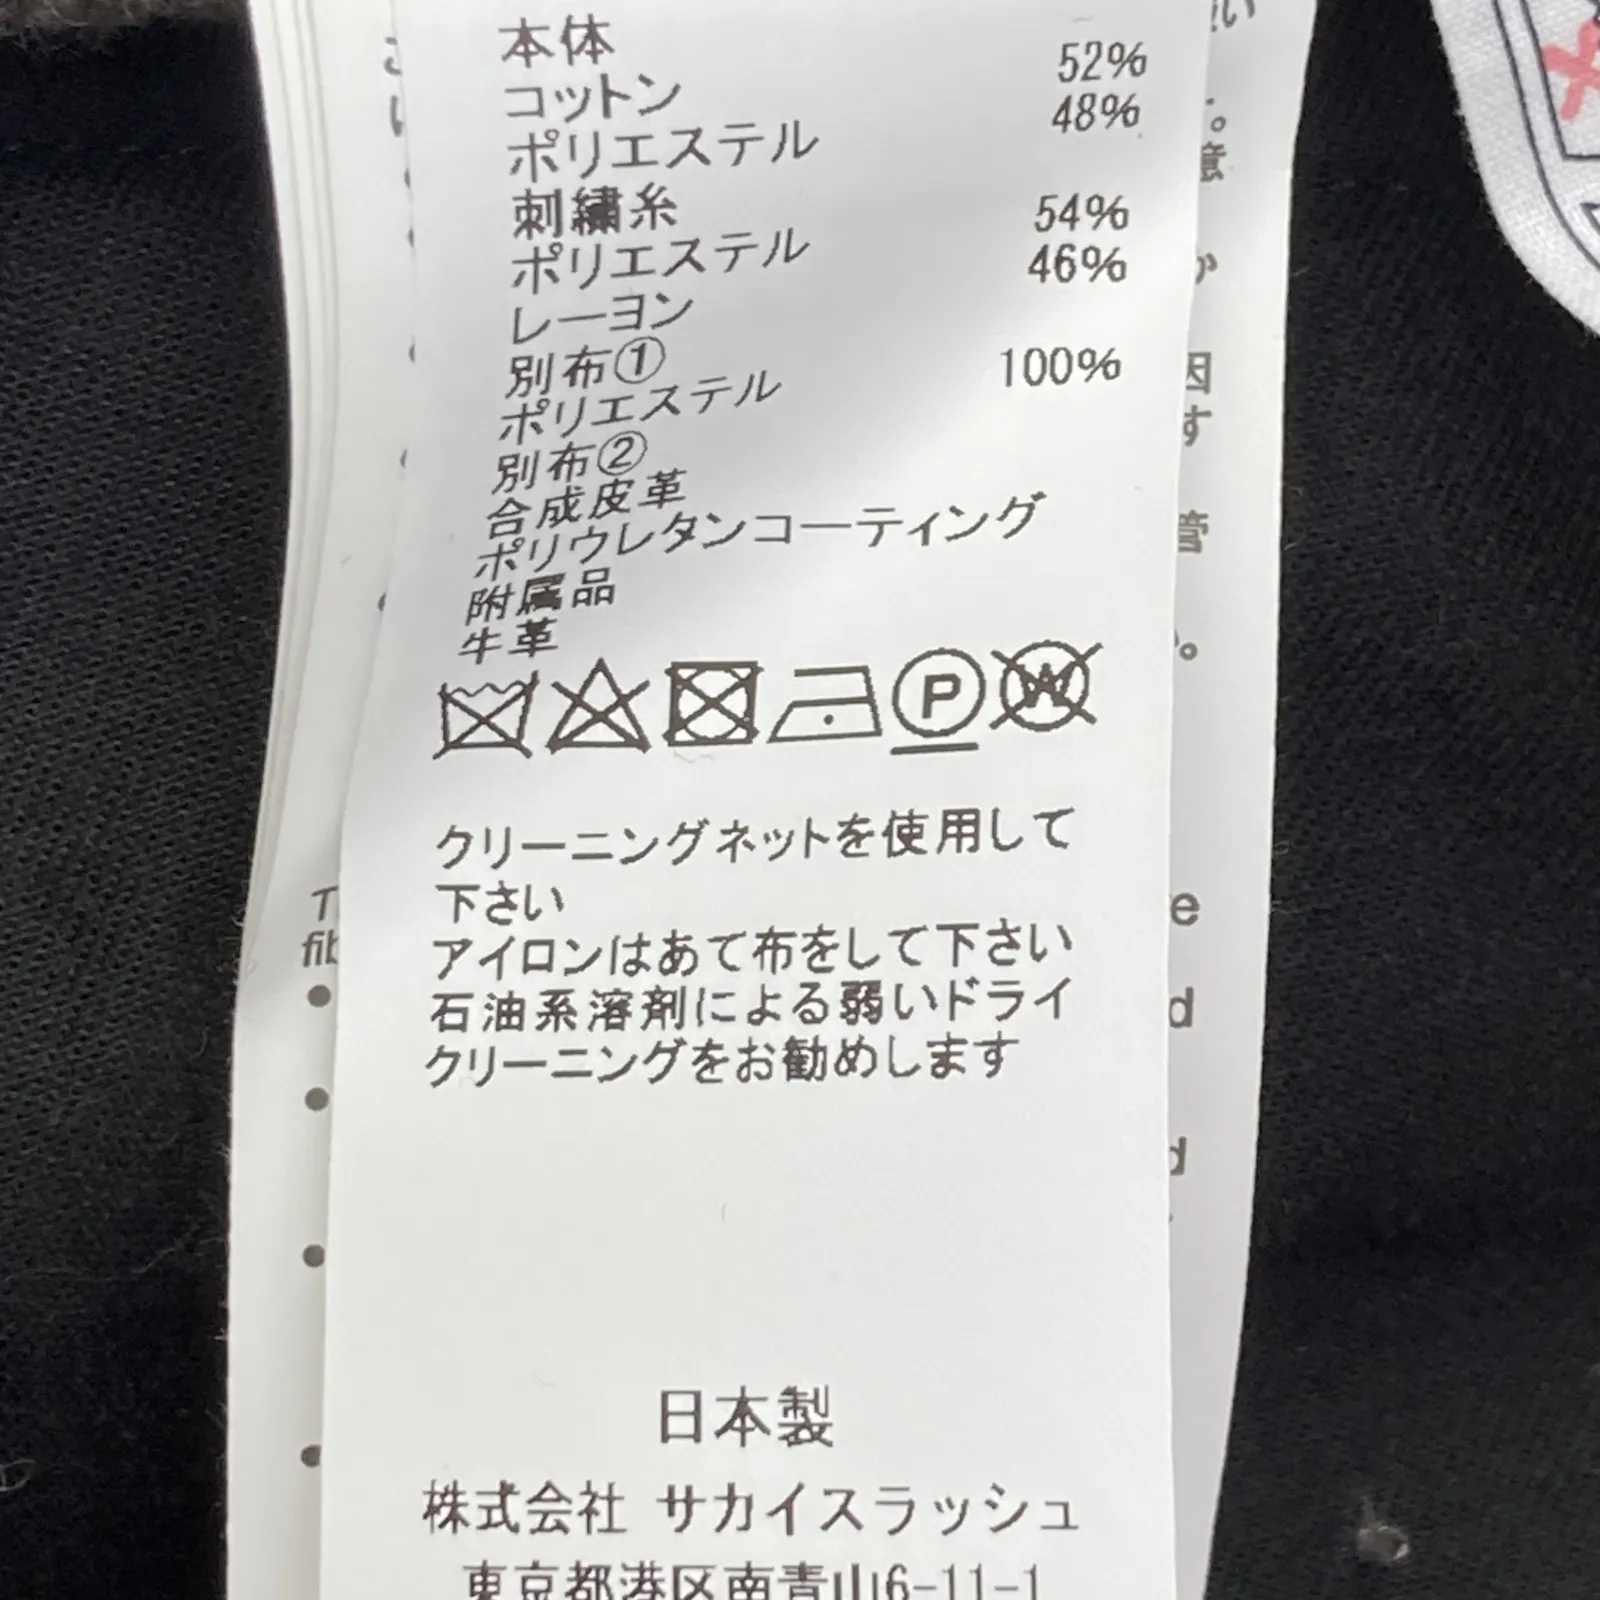 本体
コットン 52%
ポリエステル 48%
刺繍糸
ポリエステル 54%
レーヨン 46%
別布①
ポリエステル 100%
別布②
合成皮革
ポリウレタンコーティング
附属品
牛革
P W
クリーニングネットを使用して
下さい
アイロンはあて布をして下さい
石油系溶剤による弱いドライ
クリーニングをお勧めします
日本製
株式会社 サカイスラッシュ
東京都港区南青山6-11-1